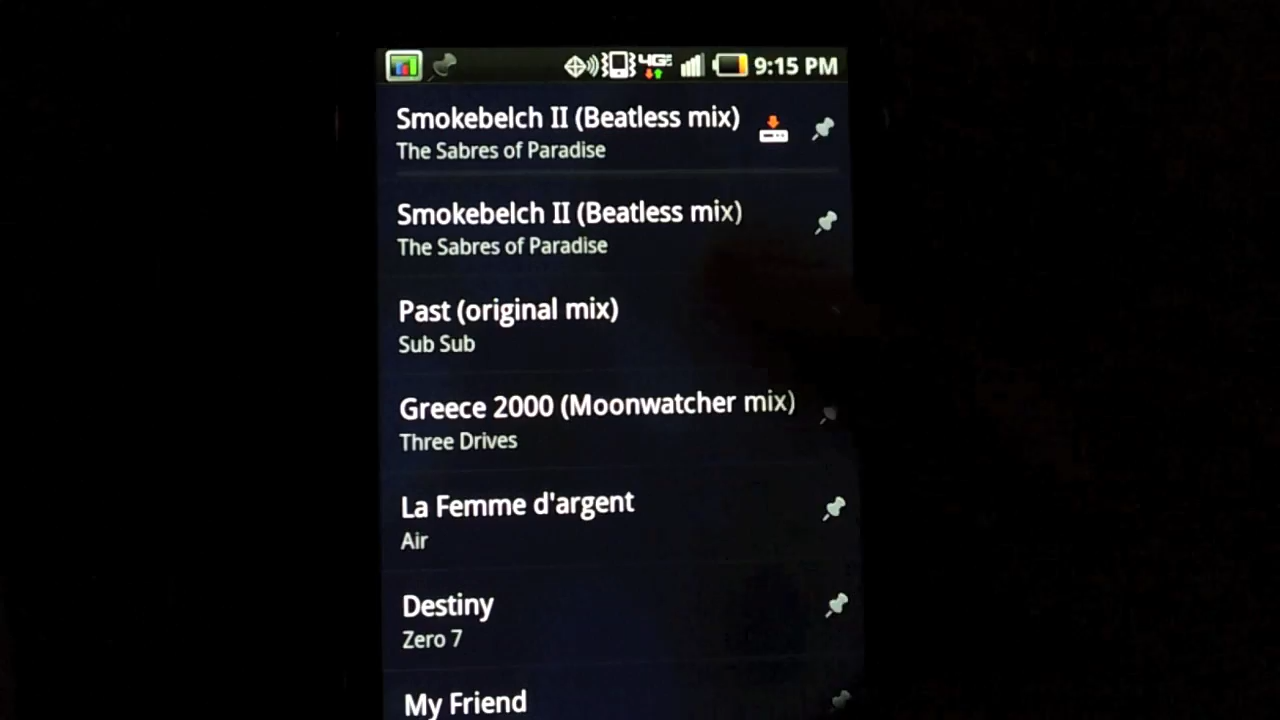 4G 9:15 PM
Smokebelch II (Beatless mix)
The Sabres of Paradise
Smokebelch II (Beatless mix)
The Sabres of Paradise
Past (original mix)
Sub Sub
Greece 2000 (Moonwatcher mix)
Three Drives
La Femme d'argent
Air
Destiny
Zero 7
My Friend